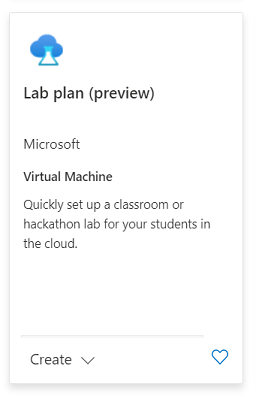 Lab plan (preview)
Microsoft
Virtual Machine
Quickly set up a classroom or
hackathon lab for your students in
the cloud.
Create